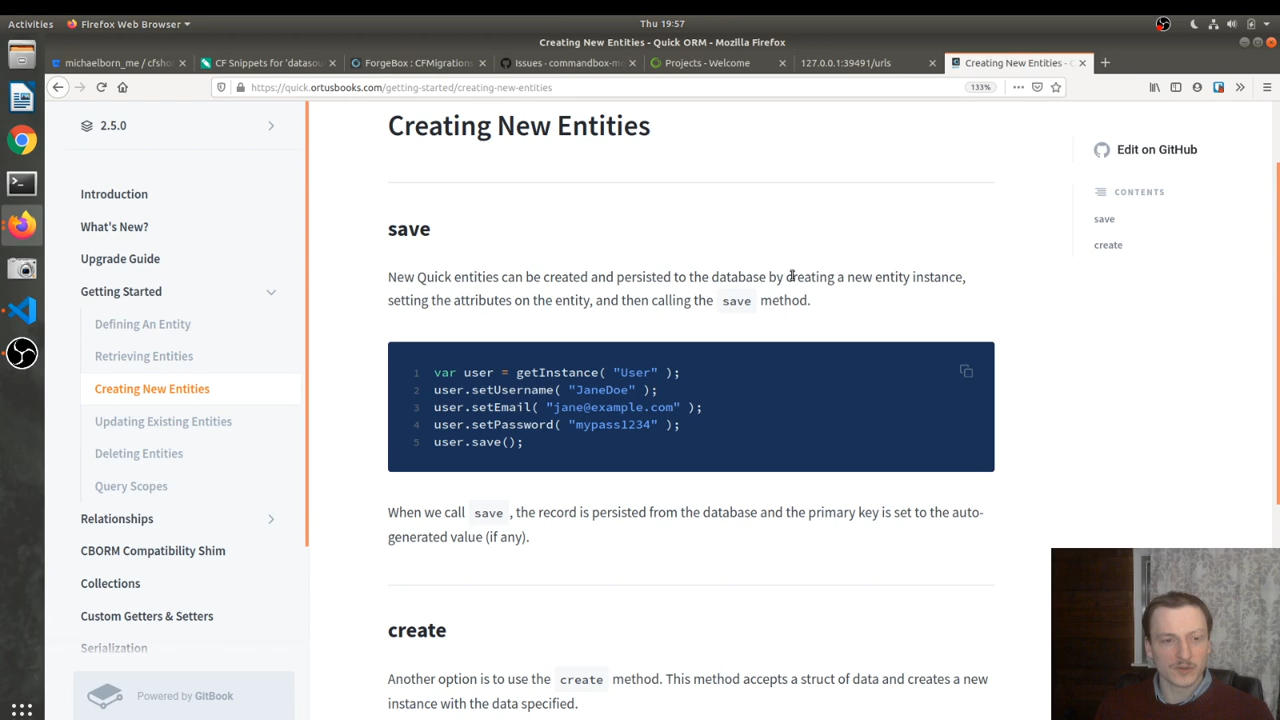 Activities
Firefox Web Browser
Thu 19:57
Creating New Entities - Quick ORM - Mozilla Firefox
michaelborn_me / cfsho
CF Snippets for 'datasou
ForgeBox : CFMigrations
Issues · commandbox-m
Projects - Welcome
127.0.0.1:39491/urls
Creating New Entities - Q
https://quick.ortusbooks.com/getting-started/creating-new-entities
133%
2.5.0
Introduction
What's New?
Upgrade Guide
Getting Started
Defining An Entity
Retrieving Entities
Creating New Entities
Updating Existing Entities
Deleting Entities
Query Scopes
Relationships
CBORM Compatibility Shim
Collections
Custom Getters & Setters
Serialization
Powered by GitBook
Creating New Entities
save
New Quick entities can be created and persisted to the database by creating a new entity instance,
setting the attributes on the entity, and then calling the save method.
1 var user = getInstance( "User" );
2 user.setUsername( "JaneDoe" );
3 user.setEmail( "jane@example.com" );
4 user.setPassword( "mypass1234" );
5 user.save();
When we call save , the record is persisted from the database and the primary key is set to the auto-
generated value (if any).
create
Another option is to use the create method. This method accepts a struct of data and creates a new
instance with the data specified.
Edit on GitHub
CONTENTS
save
create